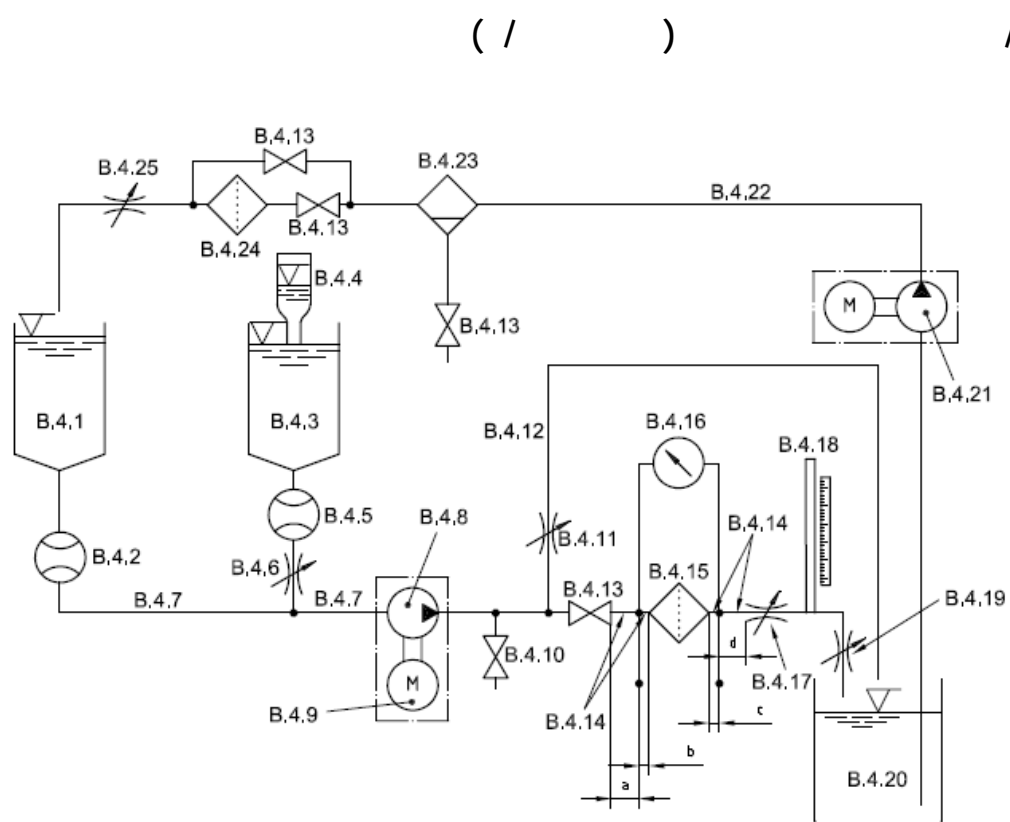 ( / ) /
B,4,13
B.4.25
B.4.23
B,4,22
B.4.13
B,4,24
B.4.4
B,4,13
M
B,4,21
B,4,1
B,4,3
B,4,12
B,4,16
B.4.18
B,4,2
B.4.5
B,4,8
B,4,6
B.4.11
B,4,14
B.4.7
B.4.7
B.4.13
B.4.15
B,4,19
B.4.10
d
B.4.17
M
B.4.9
B.4.14
c
b
a
B.4.20